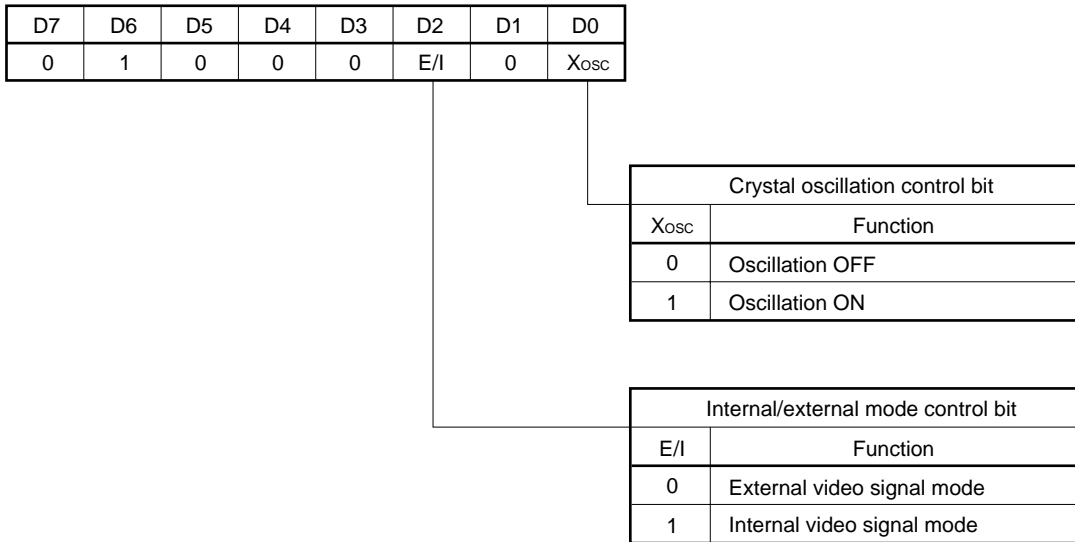 D7 D6 D5 D4 D3 D2 D1 D0
0 1 0 0 0 E/I 0 XOSC
Crystal oscillation control bit
XOSC Function
0 Oscillation OFF
1 Oscillation ON
Internal/external mode control bit
E/I Function
0 External video signal mode
1 Internal video signal mode